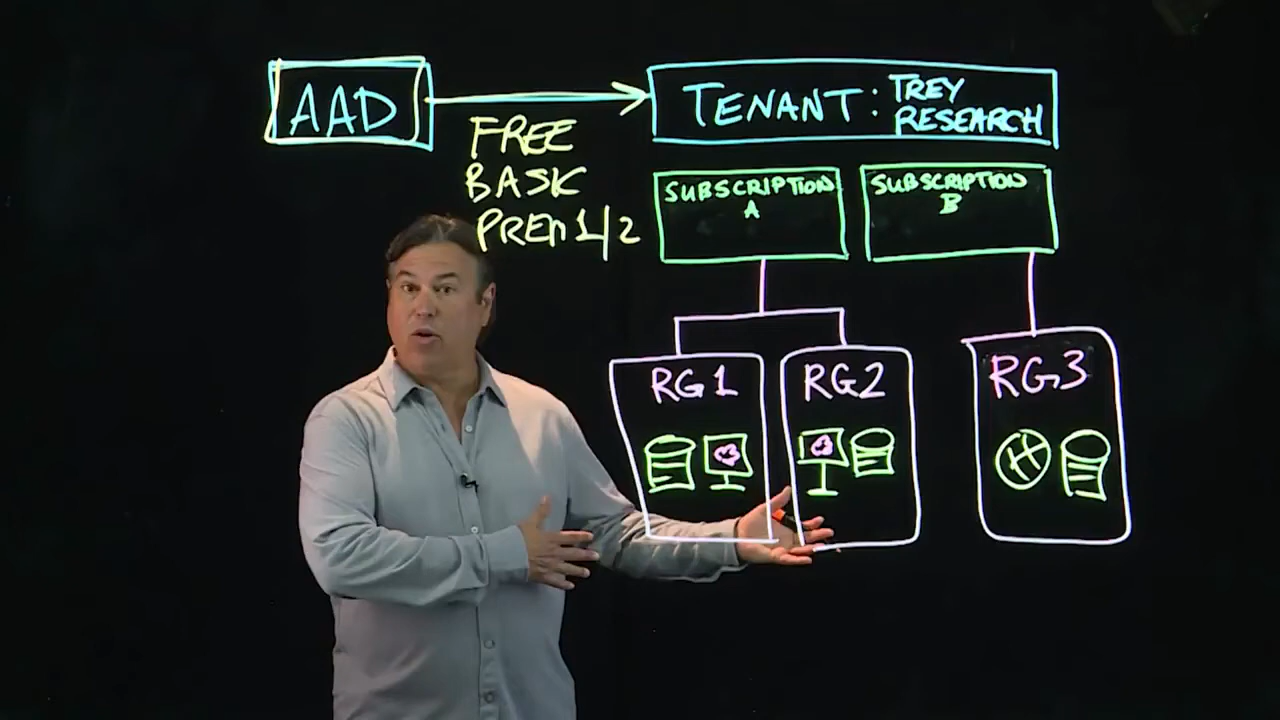 AAD
TENANT: TREY
RESEARCH
FREE
BASIC
PREM 1/2
SUBSCRIPTION
A
SUBSCRIPTION
B
RG1
RG2
RG3